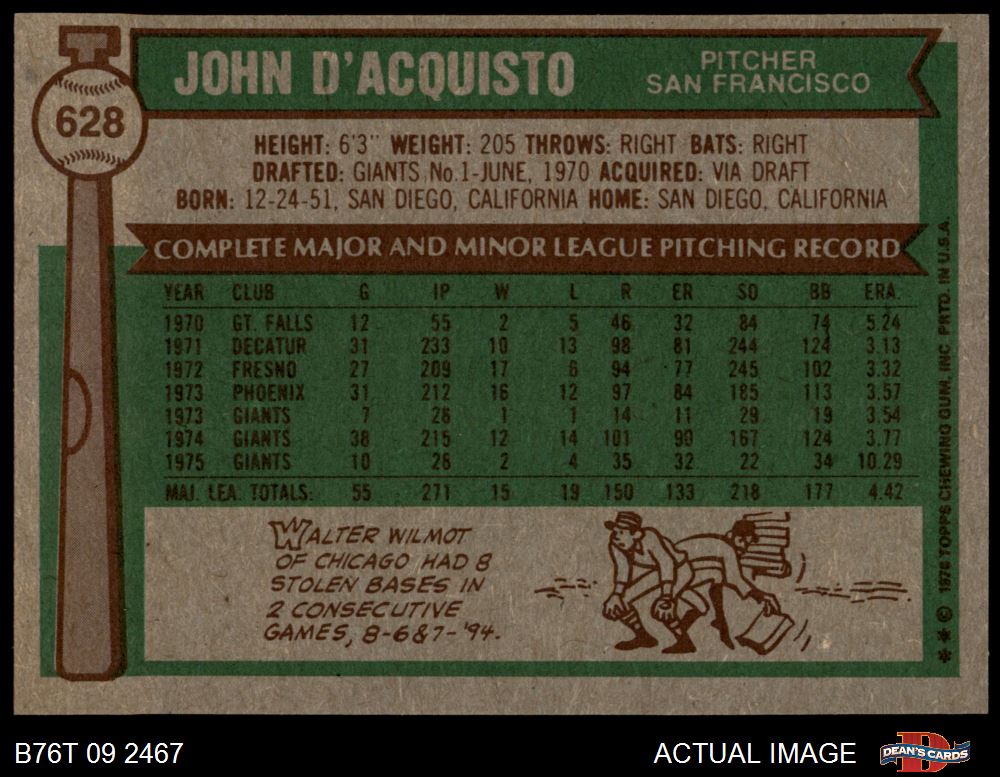 628
JOHN D'ACQUISTO
PITCHER
SAN FRANCISCO
HEIGHT: 6'3" WEIGHT: 205 THROWS: RIGHT BATS: RIGHT
DRAFTED: GIANTS No.1-JUNE, 1970 ACQUIRED: VIA DRAFT
BORN: 12-24-51, SAN DIEGO, CALIFORNIA HOME: SAN DIEGO, CALIFORNIA
COMPLETE MAJOR AND MINOR LEAGUE PITCHING RECORD
YEAR CLUB G IP W L R ER SO BB ERA.
1970 GT. FALLS 12 55 2 5 46 32 84 74 5.24
1971 DECATUR 31 233 10 13 98 81 244 124 3.13
1972 FRESNO 27 209 17 6 94 77 245 102 3.32
1973 PHOENIX 31 212 16 12 97 84 185 113 3.57
1973 GIANTS 7 28 1 1 14 11 29 19 3.54
1974 GIANTS 38 215 12 14 101 90 167 124 3.77
1975 GIANTS 10 28 2 4 35 32 22 34 10.29
MAJ. LEA. TOTALS: 55 271 15 19 150 133 218 177 4.42
WALTER WILMOT
OF CHICAGO HAD 8
STOLEN BASES IN
2 CONSECUTIVE
GAMES, 8-6&7-'94.
** © 1976 TOPPS CHEWING GUM, INC. PRTD. IN U.S.A.
B76T 09 2467
ACTUAL IMAGE
DEAN'S CARDS